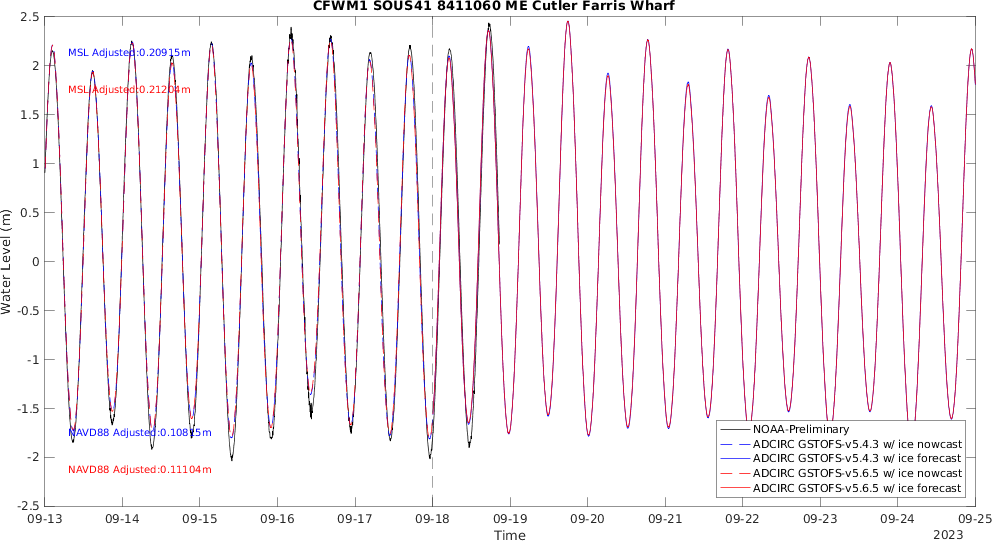 CFWM1 SOUS41 8411060 ME Cutler Farris Wharf
2.5
2
1.5
1
0.5
0
-0.5
-1
-1.5
-2
-2.5
Water Level (m)
MSL Adjusted:0.20915m
MSL Adjusted:0.21204m
NAVD88 Adjusted:0.10815m
NAVD88 Adjusted:0.11104m
NOAA-Preliminary
ADCIRC GSTOFS-v5.4.3 w/ ice nowcast
ADCIRC GSTOFS-v5.4.3 w/ ice forecast
ADCIRC GSTOFS-v5.6.5 w/ ice nowcast
ADCIRC GSTOFS-v5.6.5 w/ ice forecast
09-13 09-14 09-15 09-16 09-17 09-18 09-19 09-20 09-21 09-22 09-23 09-24 09-25
Time
2023